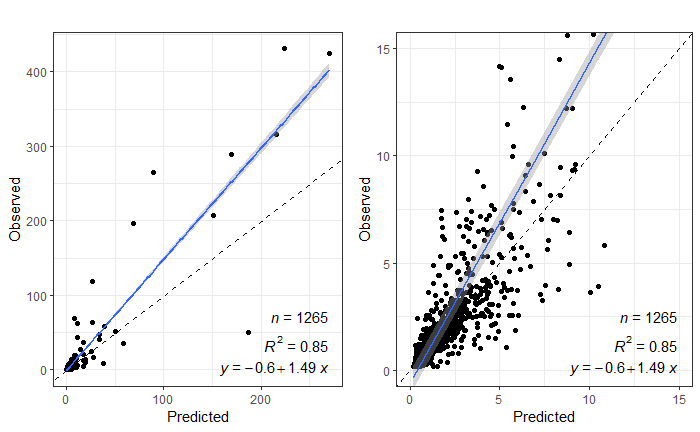 400
300
200
100
0
Observed
n = 1265
R² = 0.85
y = −0.6 + 1.49 x
0
100
200
Predicted
15
10
5
0
Observed
n = 1265
R² = 0.85
y = −0.6 + 1.49 x
0
5
10
15
Predicted